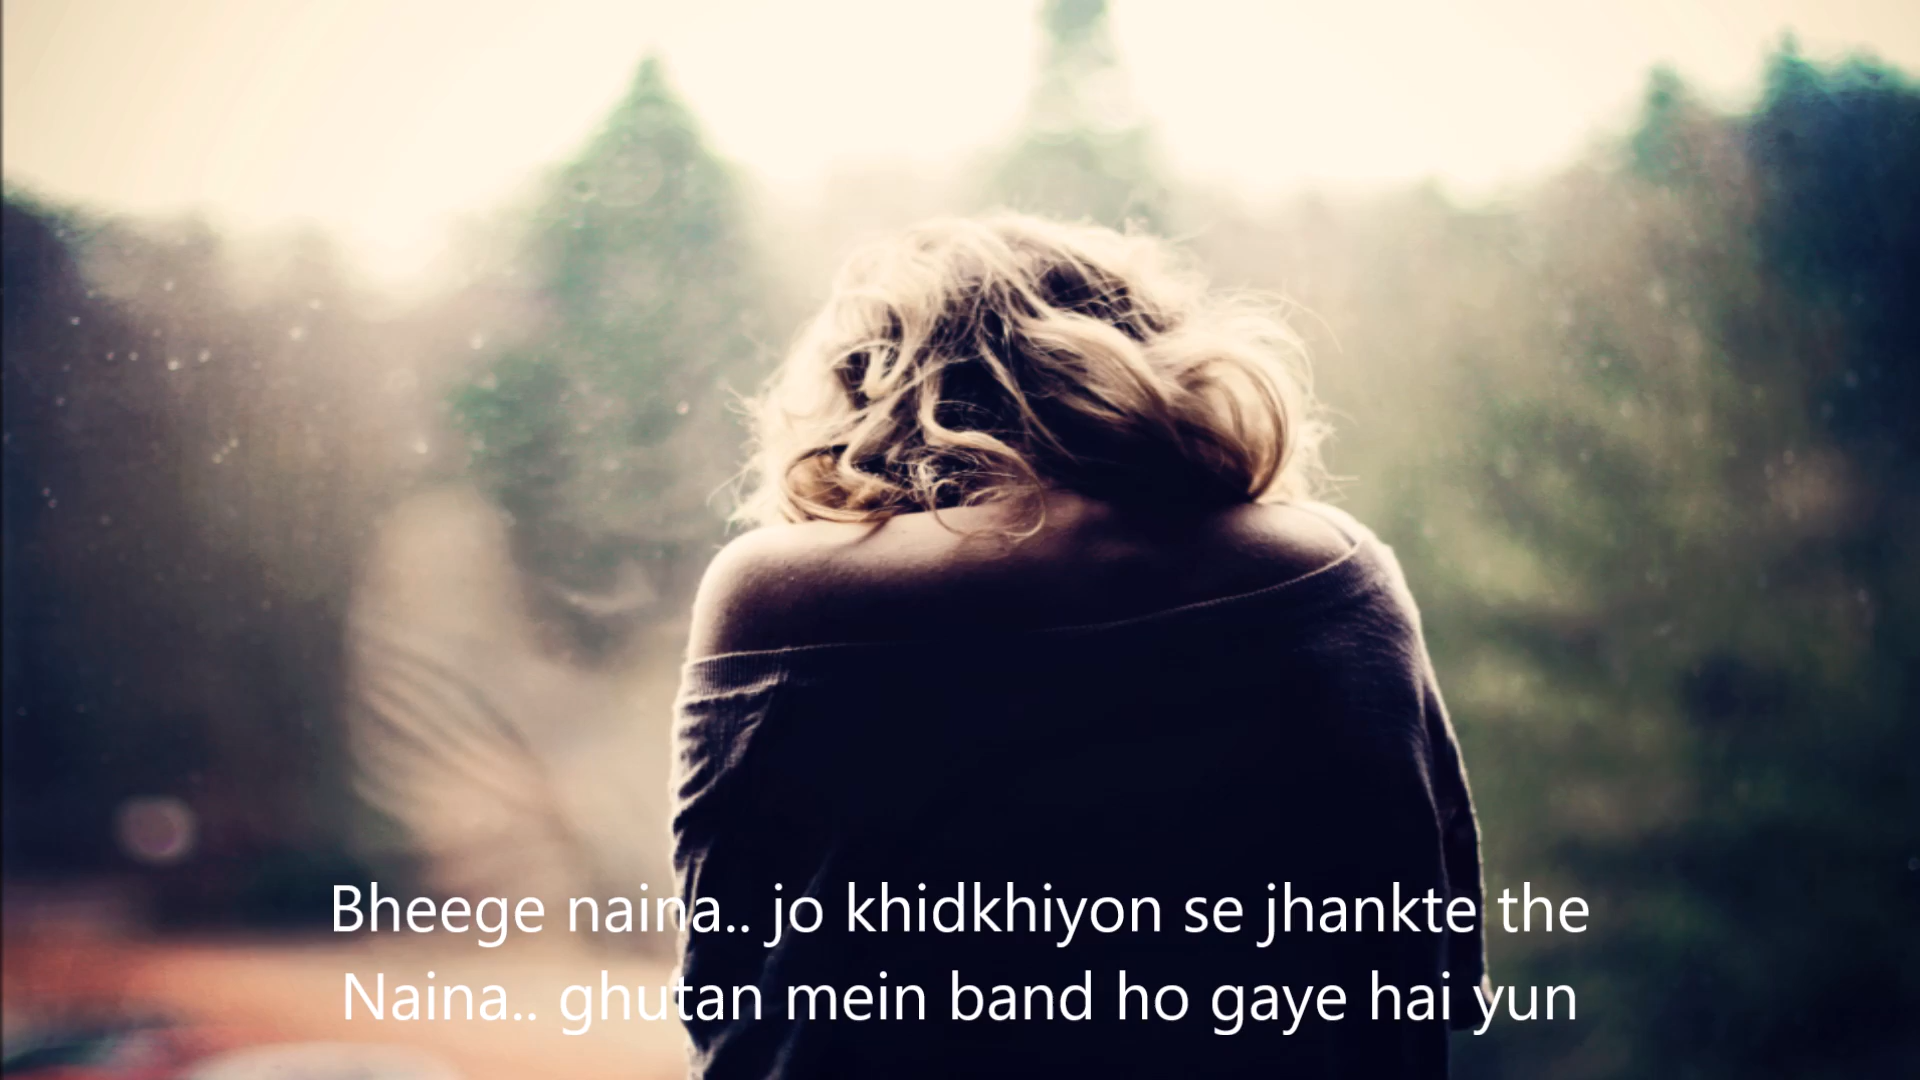 Bheege naina.. jo khidkhiyon se jhankte the
Naina.. ghutan mein band ho gaye hai yun